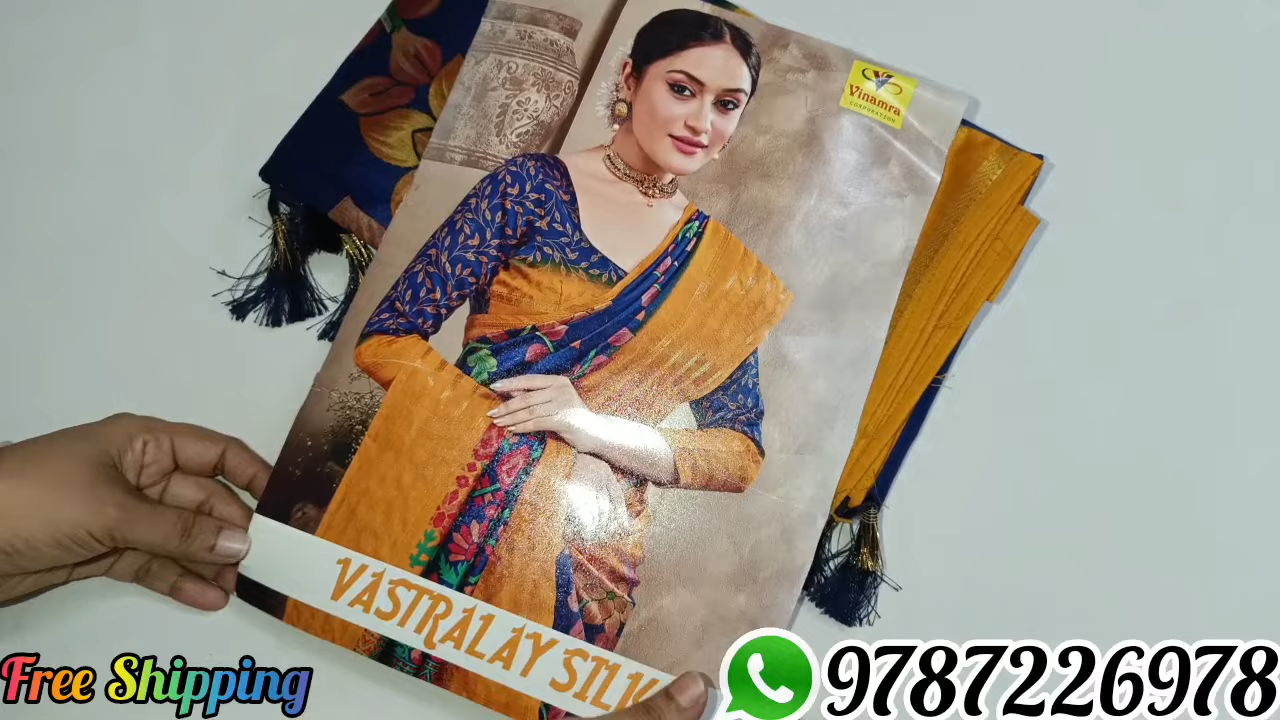 Vinamra
CORPORATION
VASTRALAY SILK
Free Shipping
9787226978